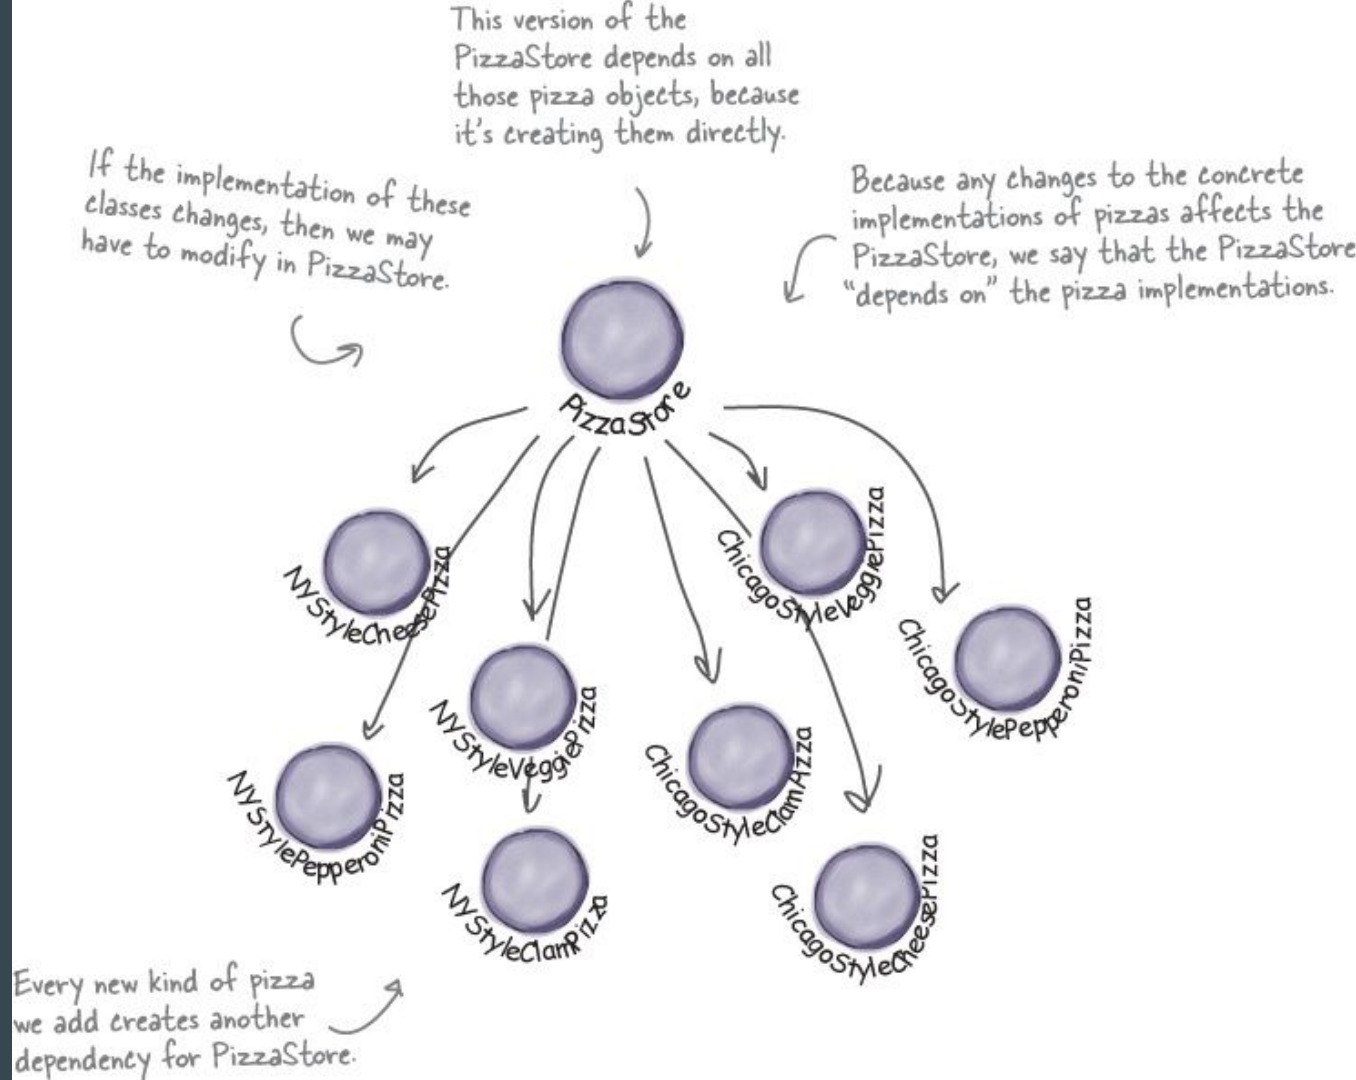 This version of the
PizzaStore depends on all
those pizza objects, because
it's creating them directly.
If the implementation of these
classes changes, then we may
have to modify in PizzaStore.
Because any changes to the concrete
implementations of pizzas affects the
PizzaStore, we say that the PizzaStore
“depends on” the pizza implementations.
PizzaStore
NYStyleCheesePizza
ChicagoStyleVeggiePizza
ChicagoStylePepperoniPizza
NYStyleVeggiePizza
ChicagoStyleClamPizza
NYStylePepperoniPizza
NYStyleClamPizza
ChicagoStyleCheesePizza
Every new kind of pizza
we add creates another
dependency for PizzaStore.